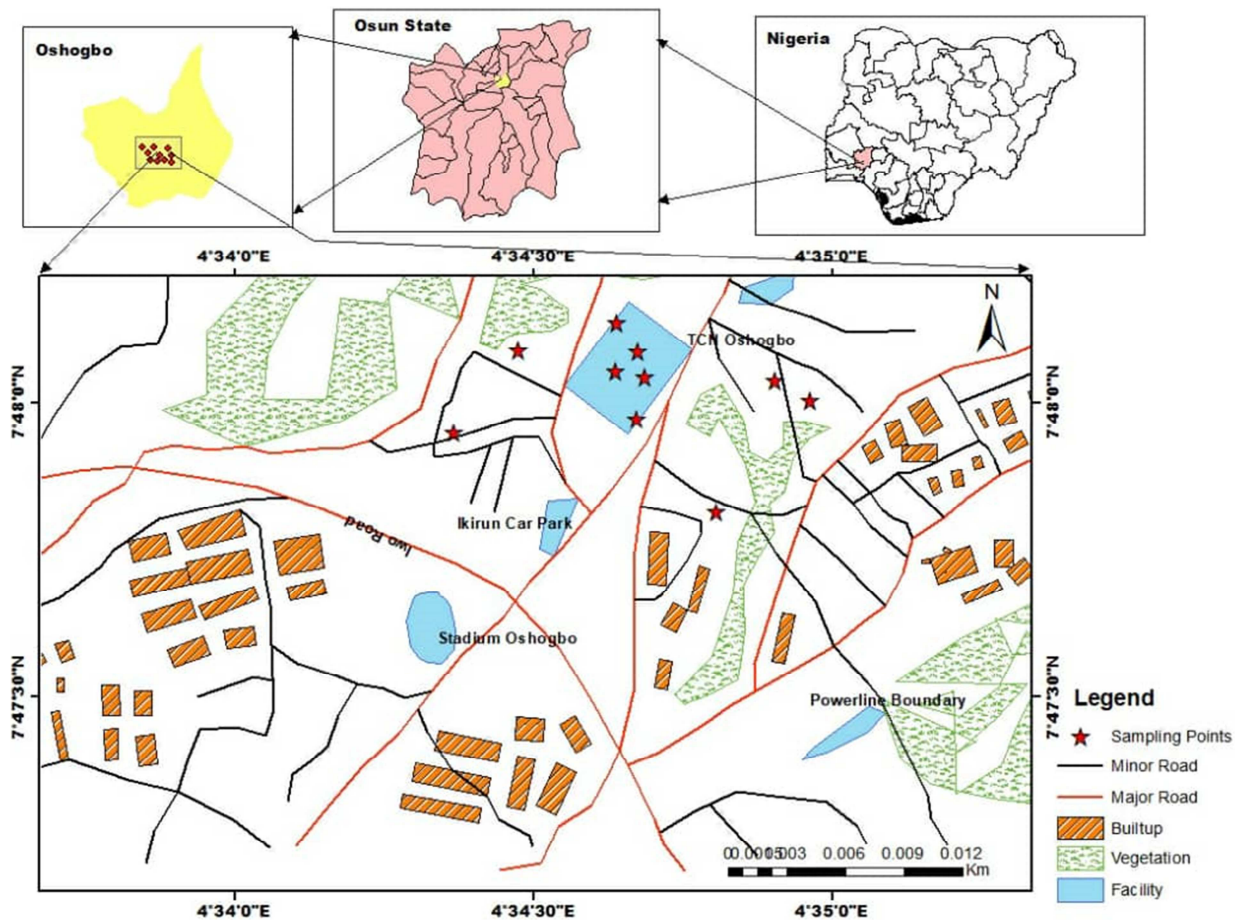 Oshogbo
Osun State
Nigeria
4°34'0"E 4°34'30"E 4°35'0"E
N
TCN Oshogbo
7°48'0"N
7°48'0"N
Ikirun Car Park
Iwo Road
Stadium Oshogbo
Powerline Boundary
7°47'30"N
7°47'30"N
Legend
Sampling Points
Minor Road
Major Road
Builtup
Vegetation
Facility
0 0.0015 0.003 0.006 0.009 0.012
Km
4°34'0"E 4°34'30"E 4°35'0"E